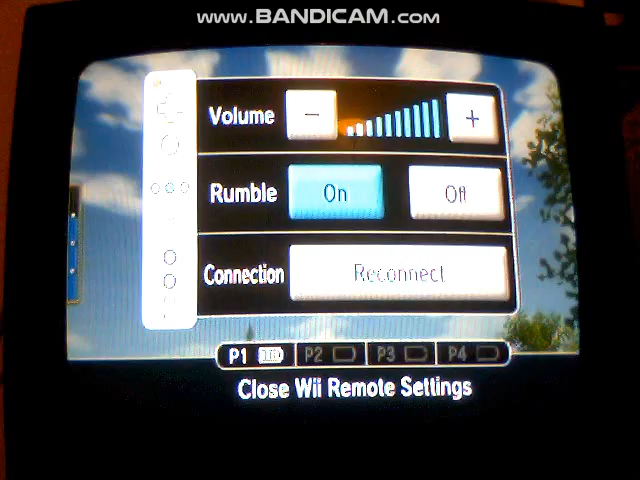 www.BANDICAM.com
Volume - +
Rumble On Off
Connection Reconnect
P1 P2 P3 P4
Close Wii Remote Settings